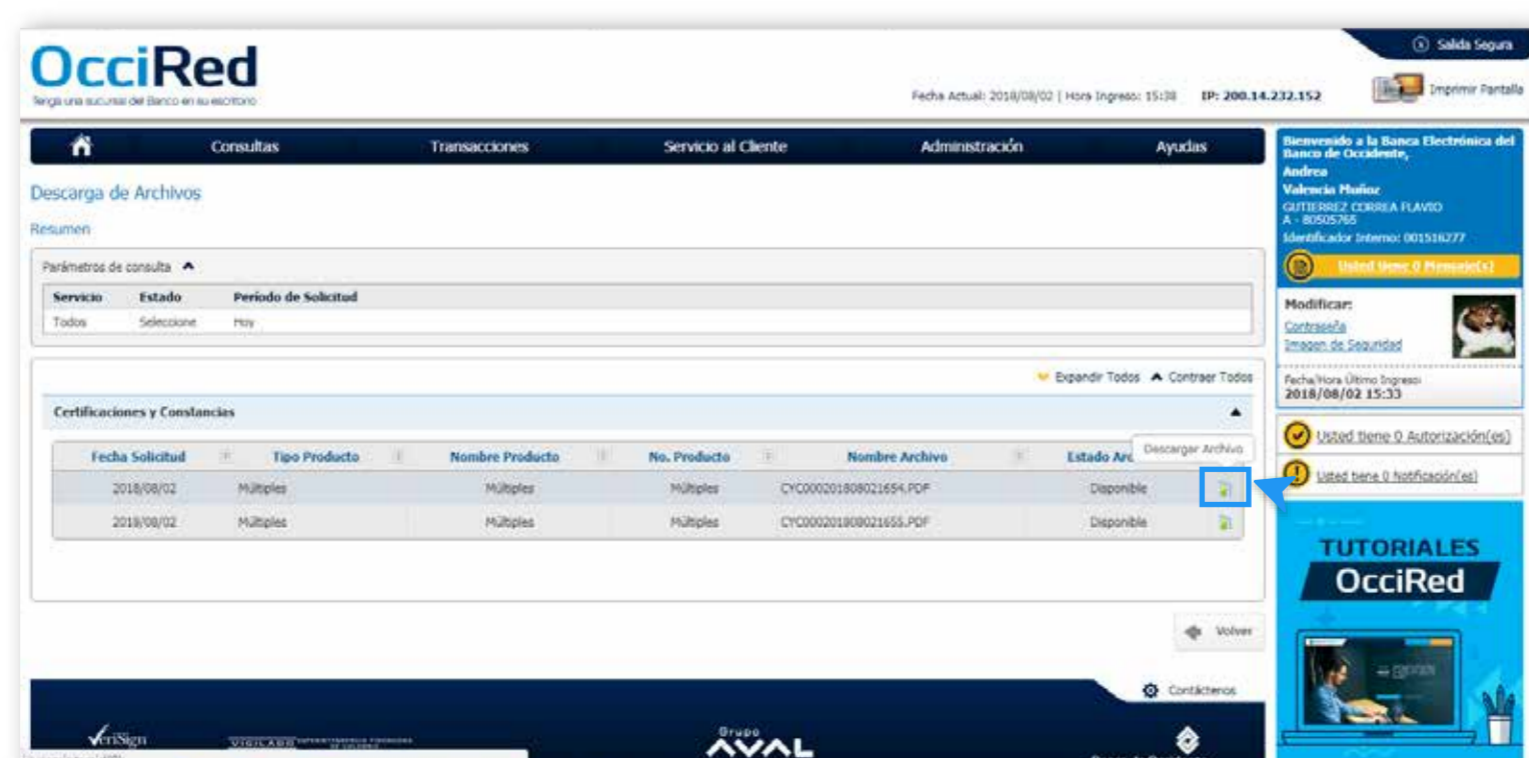 OcciRed
Tenga una sucursal del Banco en su escritorio
Fecha Actual: 2018/08/02 | Hora Ingreso: 15:38 IP: 200.14.232.152
Salida Segura
Imprimir Pantalla
Consultas Transacciones Servicio al Cliente Administración Ayudas
Descarga de Archivos
Resumen
Parámetros de consulta
Servicio Estado Período de Solicitud
Todos Seleccione Hoy
Expandir Todos Contraer Todos
Certificaciones y Constancias
Descargar Archivo
Fecha Solicitud Tipo Producto Nombre Producto No. Producto Nombre Archivo Estado
2018/08/02 Múltiples Múltiples Múltiples CYC000201808021654.PDF Disponible
2018/08/02 Múltiples Múltiples Múltiples CYC000201808021655.PDF Disponible
Volver
Contáctenos
VeriSign
VIGILADO SUPERINTENDENCIA FINANCIERA DE COLOMBIA
Grupo
AVAL
Bienvenido a la Banca Electrónica del
Banco de Occidente,
Andrea
Valencia Muñoz
GUTIERREZ CORREA FLAVIO
A - 80505765
Identificador Interno: 001516277
Usted tiene 0 Mensaje(s)
Modificar:
Contraseña
Imagen de Seguridad
Fecha/Hora Último Ingreso:
2018/08/02 15:33
Usted tiene 0 Autorización(es)
Usted tiene 0 Notificación(es)
TUTORIALES
OcciRed